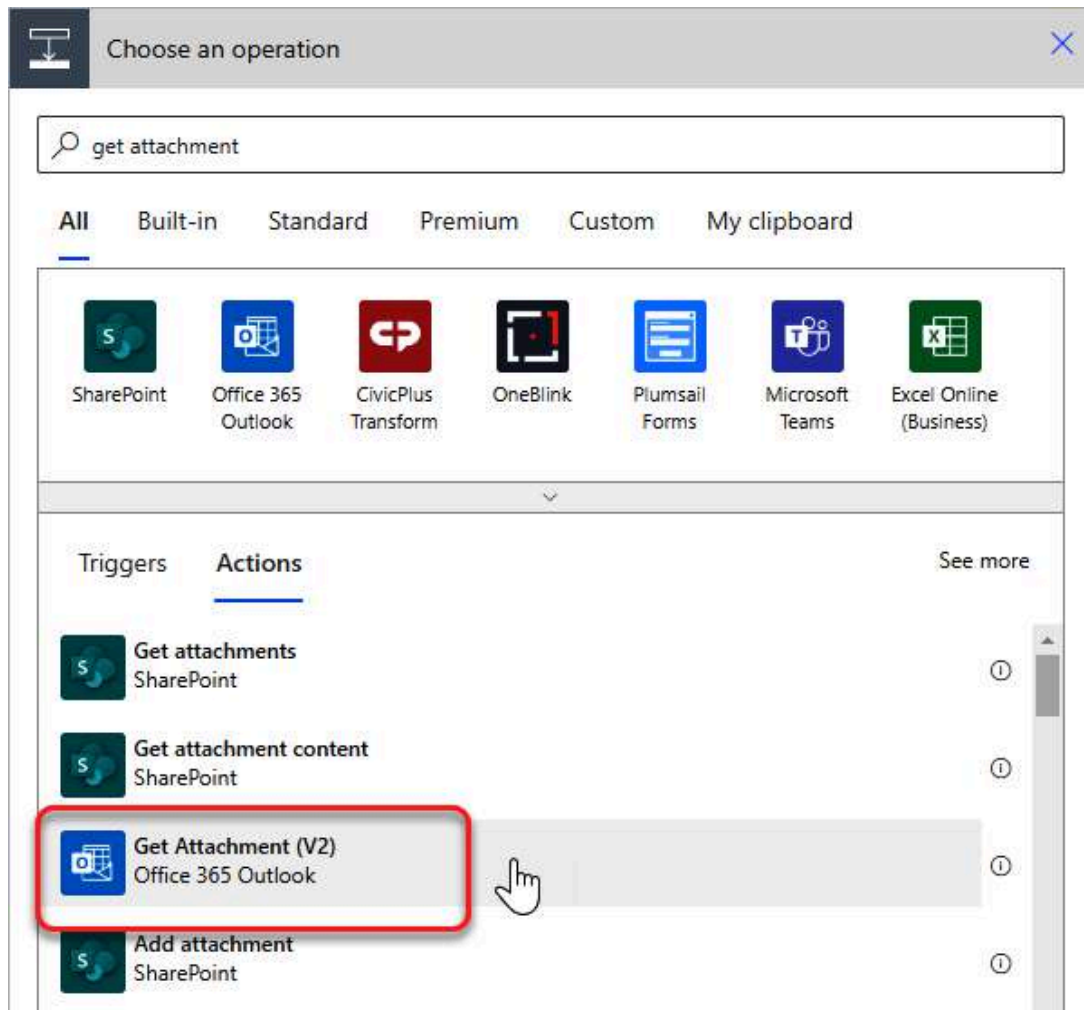 Choose an operation
get attachment
All Built-in Standard Premium Custom My clipboard
SharePoint Office 365 Outlook CivicPlus Transform OneBlink Plumsail Forms Microsoft Teams Excel Online (Business)
Triggers Actions See more
Get attachments
SharePoint
Get attachment content
SharePoint
Get Attachment (V2)
Office 365 Outlook
Add attachment
SharePoint